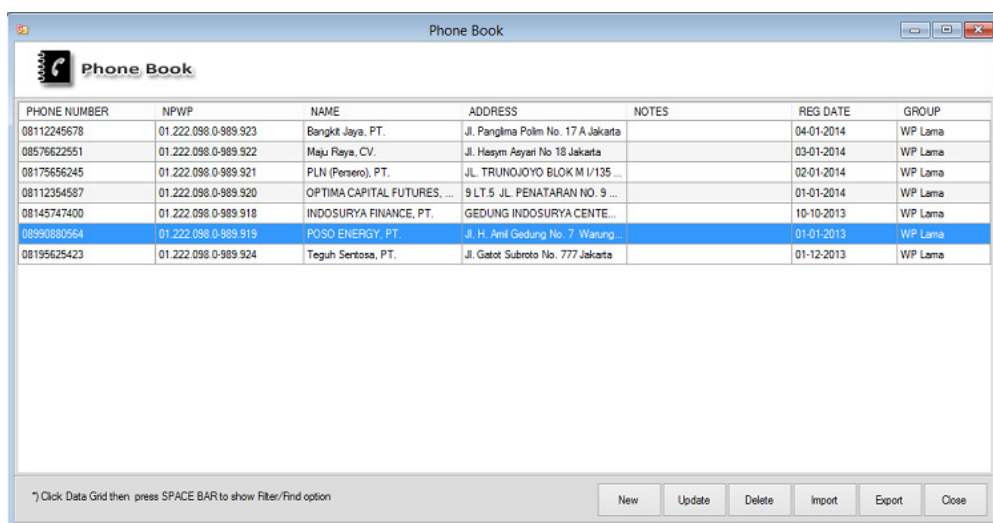 Phone Book
Phone Book
PHONE NUMBER NPWP NAME ADDRESS NOTES REG DATE GROUP
08112245678 01.222.098.0-989.923 Bangkit Jaya, PT. Jl. Panglima Polim No. 17 A Jakarta 04-01-2014 WP Lama
08576622551 01.222.098.0-989.922 Maju Raya, CV. Jl. Hasym Asyari No 18 Jakarta 03-01-2014 WP Lama
08175656245 01.222.098.0-989.921 PLN (Persero), PT. JL. TRUNOJOYO BLOK M I/135 ... 02-01-2014 WP Lama
08112354587 01.222.098.0-989.920 OPTIMA CAPITAL FUTURES, ... 9 LT.5 JL. PENATARAN NO. 9 ... 01-01-2014 WP Lama
08145747400 01.222.098.0-989.918 INDOSURYA FINANCE, PT. GEDUNG INDOSURYA CENTE... 10-10-2013 WP Lama
08990880564 01.222.098.0-989.919 POSO ENERGY, PT. Jl. H. Amil Gedung No. 7 Warung... 01-01-2013 WP Lama
08195625423 01.222.098.0-989.924 Teguh Sentosa, PT. Jl. Gatot Subroto No. 777 Jakarta 01-12-2013 WP Lama
*) Click Data Grid then press SPACE BAR to show Filter/Find option
New Update Delete Import Export Close